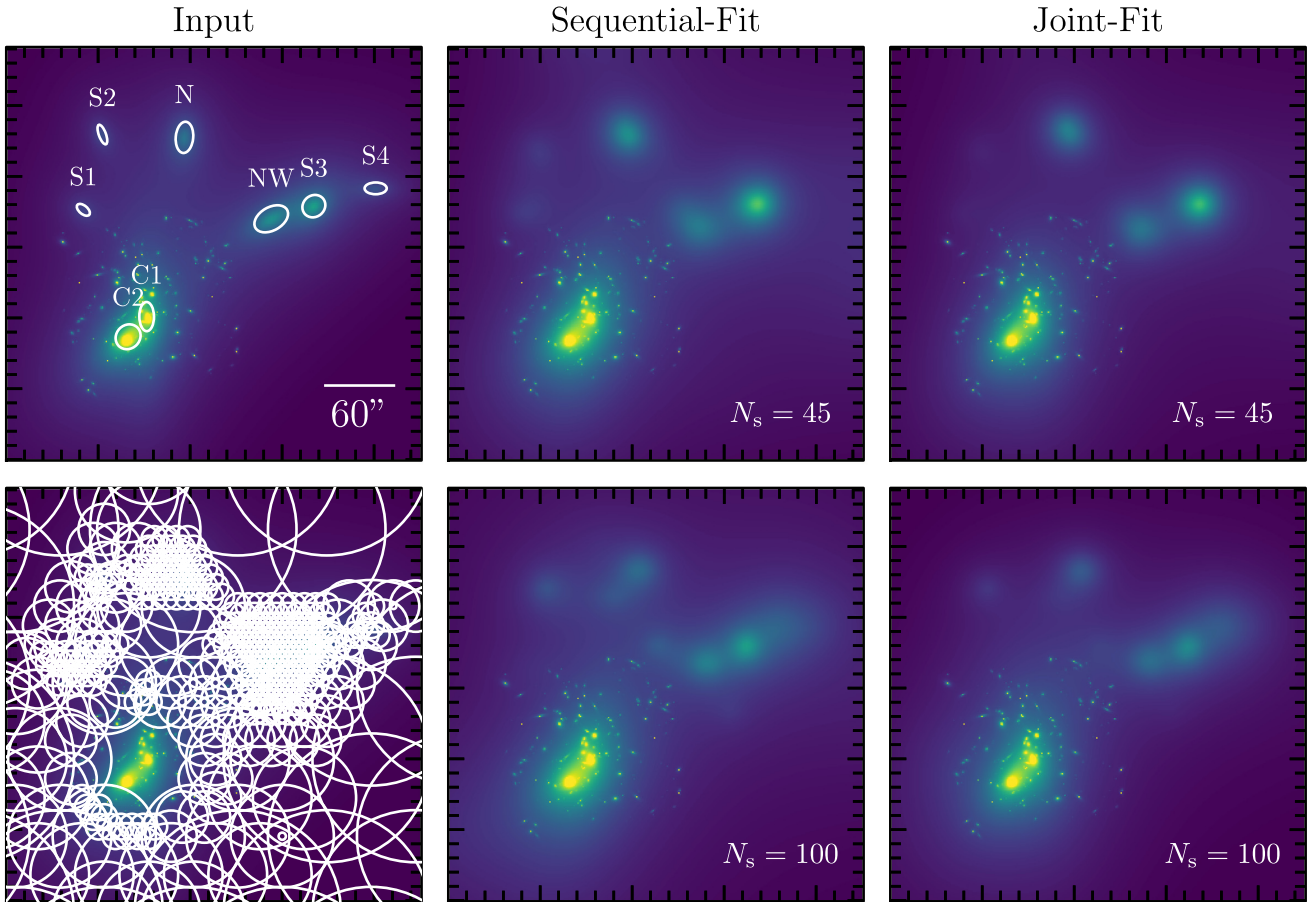 Input
Sequential-Fit
Joint-Fit
S2
N
S1
NW
S3
S4
C1
C2
60”
N_s = 45
N_s = 45
N_s = 100
N_s = 100